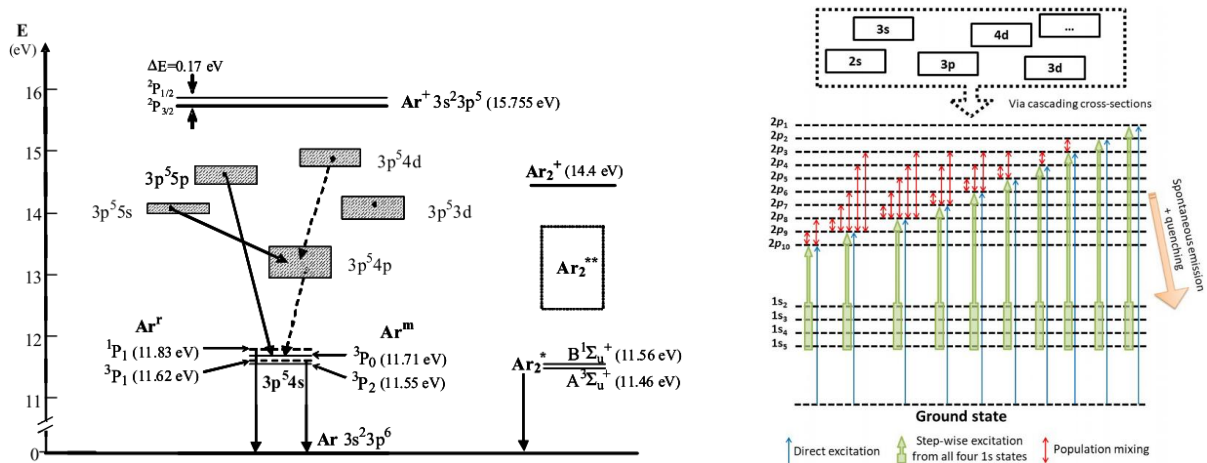 E
(eV)
16
15
14
13
12
11
0
ΔE=0.17 eV
²P₁/₂
²P₃/₂
Ar⁺ 3s²3p⁵ (15.755 eV)
3p⁵4d
3p⁵5p
3p⁵5s
3p⁵3d
3p⁵4p
Ar₂⁺ (14.4 eV)
Ar₂**
Arʳ
Arᵐ
¹P₁ (11.83 eV)
³P₀ (11.71 eV)
³P₁ (11.62 eV)
³P₂ (11.55 eV)
3p⁵4s
Ar₂*
B¹Σᵤ⁺ (11.56 eV)
A³Σᵤ⁺ (11.46 eV)
Ar 3s²3p⁶
3s
4d
...
2s
3p
3d
Via cascading cross-sections
2p₁
2p₂
2p₃
2p₄
2p₅
2p₆
2p₇
2p₈
2p₉
2p₁₀
1s₂
1s₃
1s₄
1s₅
Spontaneous emission
+ quenching
Ground state
Direct excitation
Step-wise excitation
from all four 1s states
Population mixing